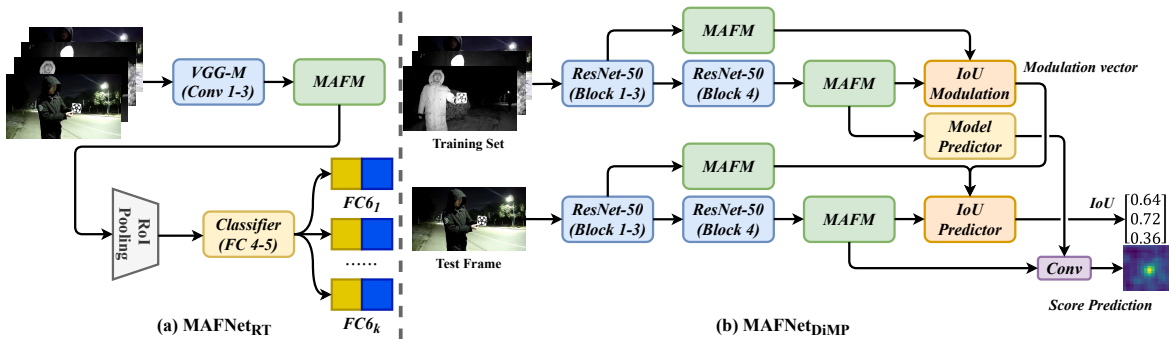 VGG-M
(Conv 1-3)
MAFM
RoI
Pooling
Classifier
(FC 4-5)
FC6₁
FC6₂
......
FC6ₖ
(a) MAFNet_RT
Training Set
ResNet-50
(Block 1-3)
ResNet-50
(Block 4)
MAFM
MAFM
IoU
Modulation
Modulation vector
Model
Predictor
Test Frame
ResNet-50
(Block 1-3)
ResNet-50
(Block 4)
MAFM
MAFM
IoU
Predictor
IoU
0.64
0.72
0.36
Conv
Score Prediction
(b) MAFNet_DiMP